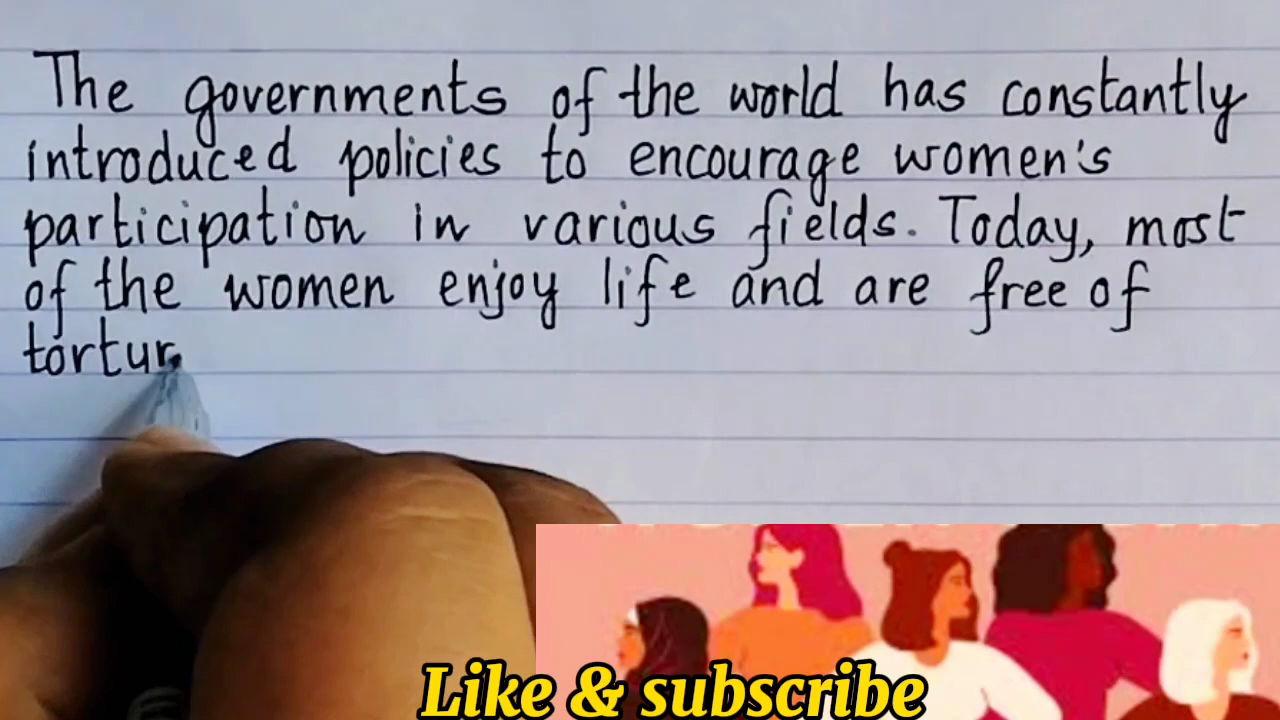 The governments of the world has constantly
introduced policies to encourage women's
participation in various fields. Today, most
of the women enjoy life and are free of
tortur
Like & subscribe